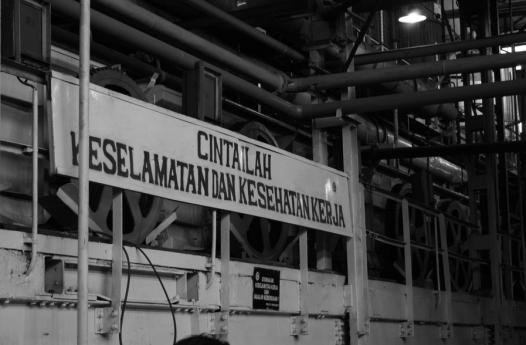 CINTAILAH
KESELAMATAN DAN KESEHATAN KERJA